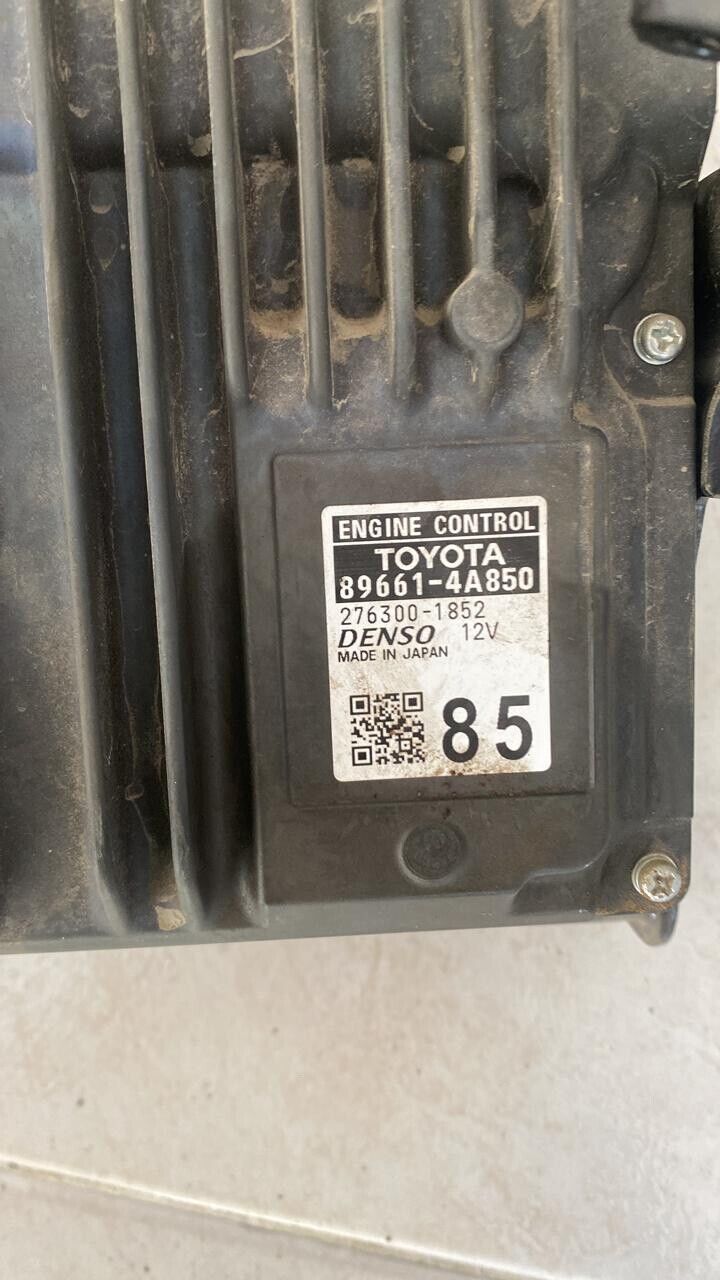 ENGINE CONTROL
TOYOTA
89661-4A850
276300-1852
DENSO 12V
MADE IN JAPAN
85